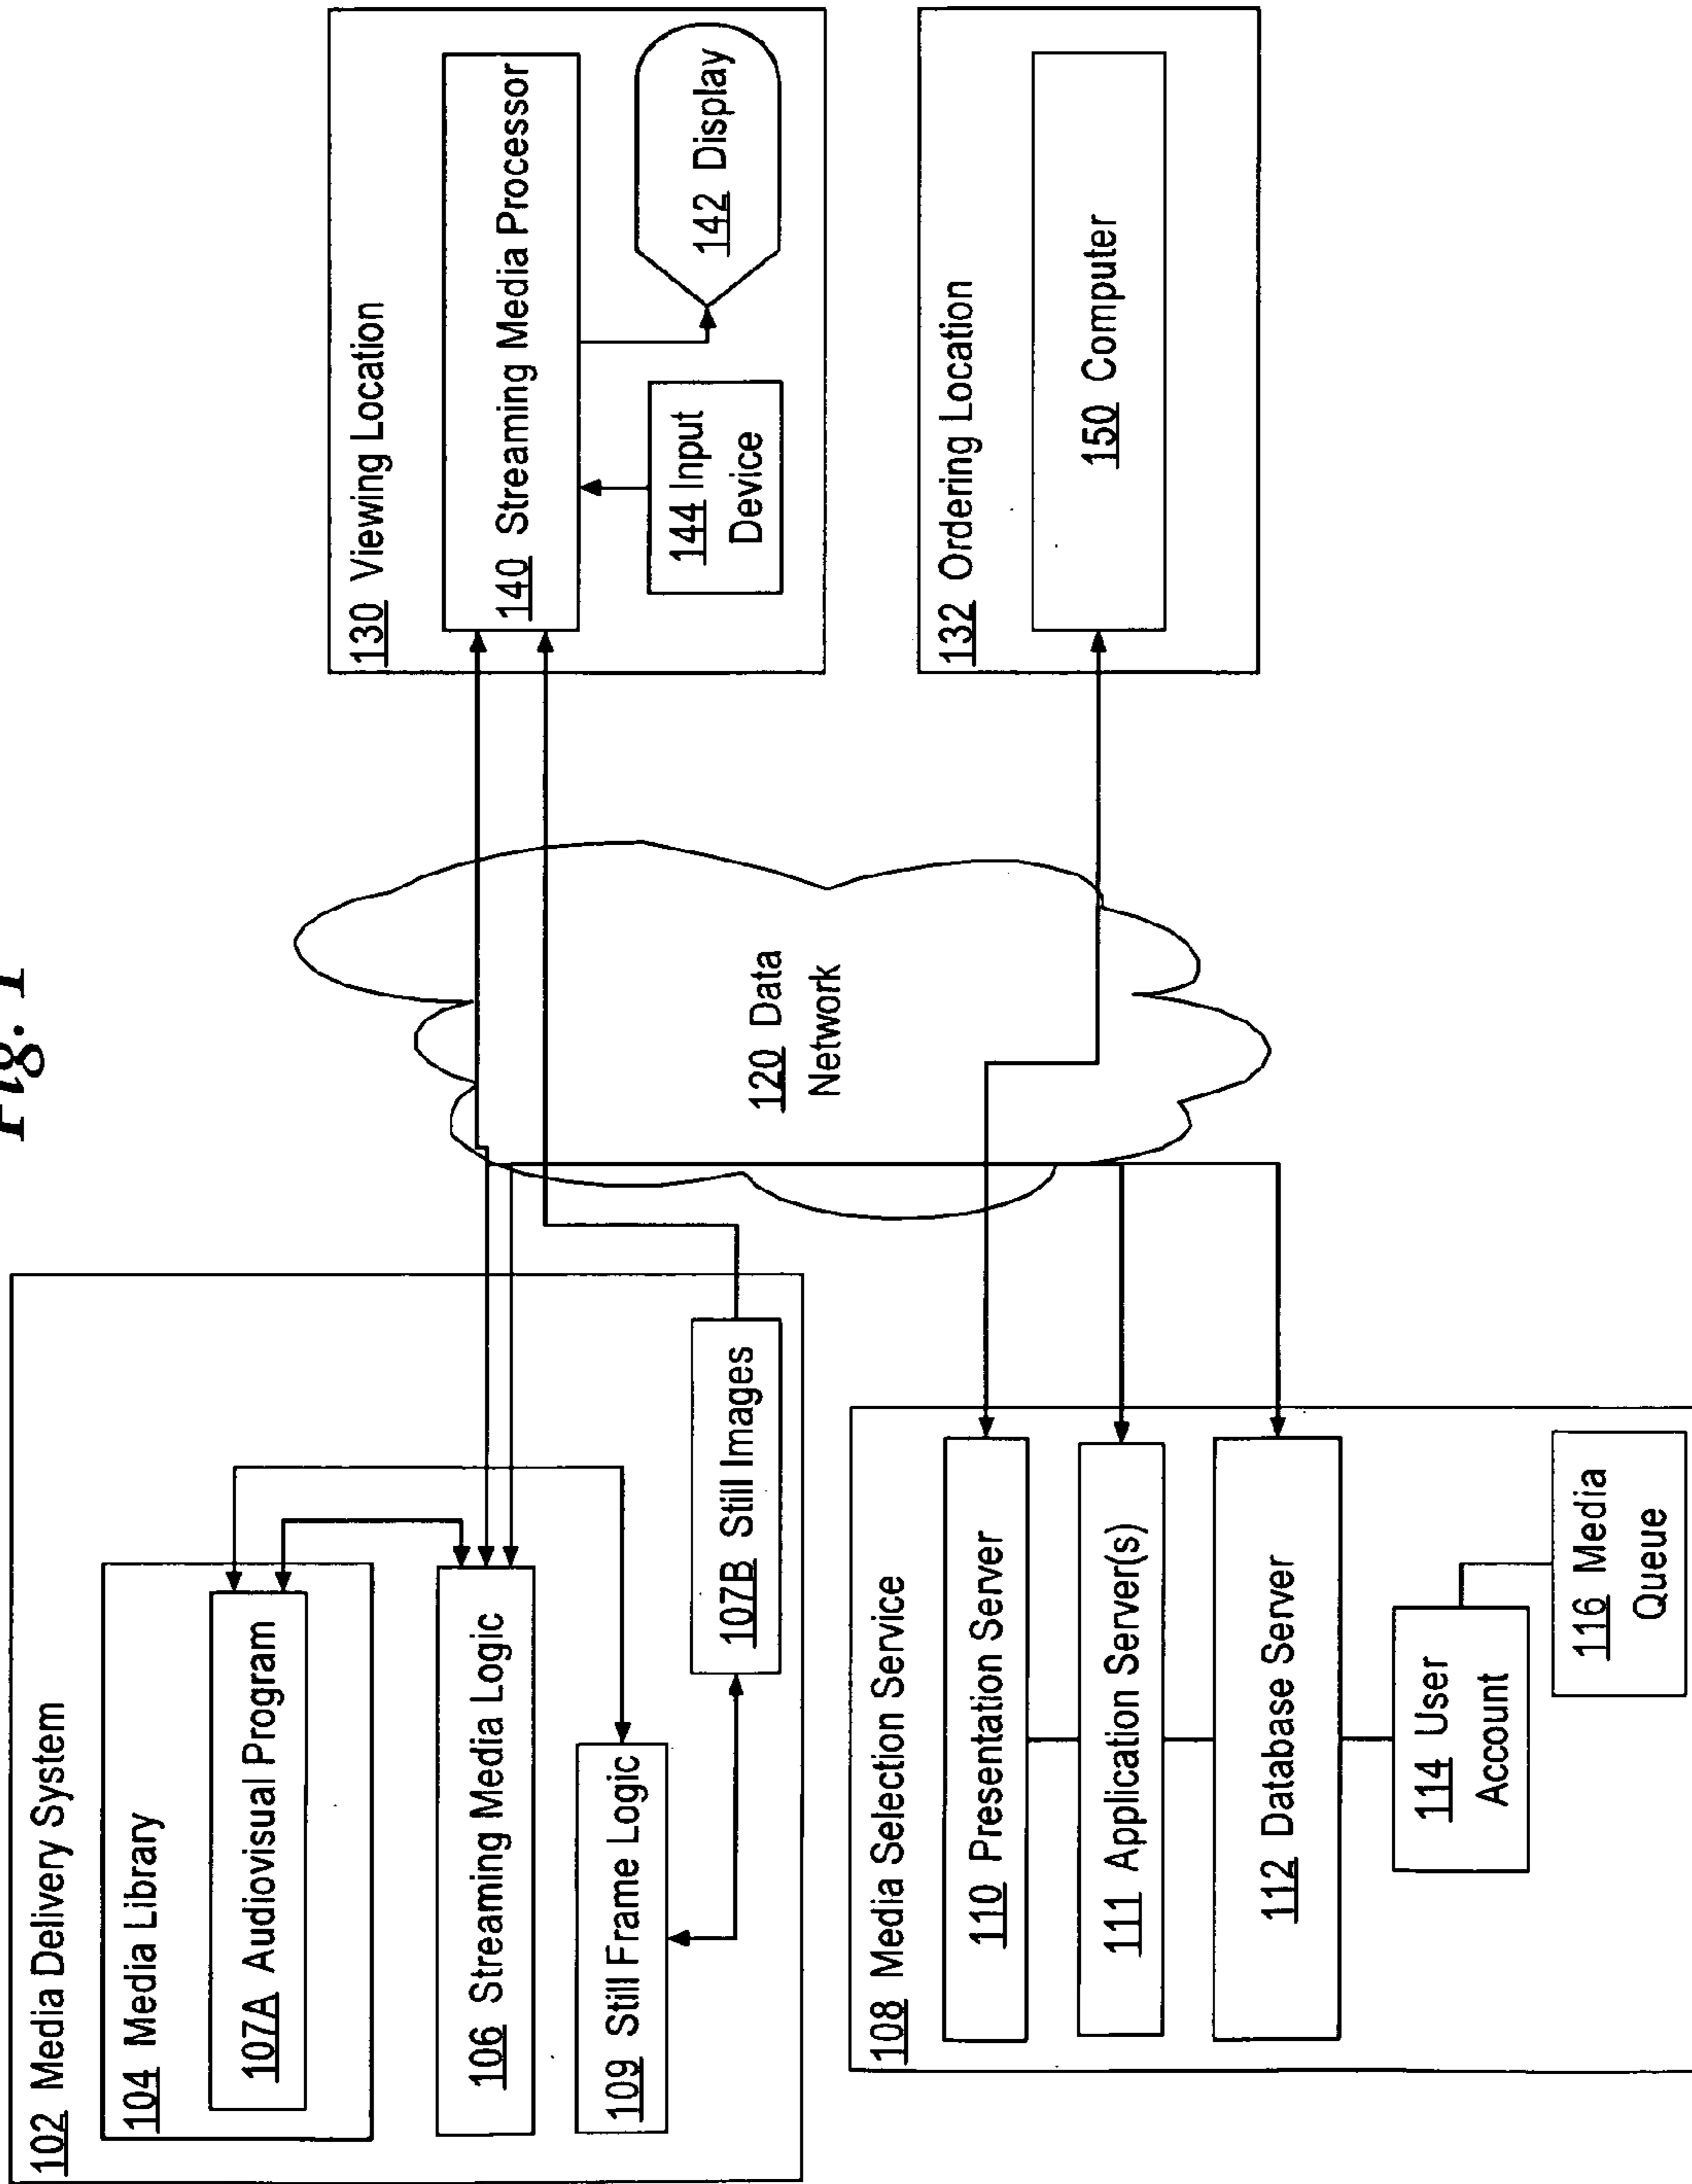 Fig. 1
102 Media Delivery System
104 Media Library
107A Audiovisual Program
106 Streaming Media Logic
109 Still Frame Logic
107B Still Images
108 Media Selection Service
110 Presentation Server
111 Application Server(s)
112 Database Server
114 User
Account
116 Media
Queue
120 Data
Network
130 Viewing Location
140 Streaming Media Processor
144 Input
Device
142 Display
132 Ordering Location
150 Computer